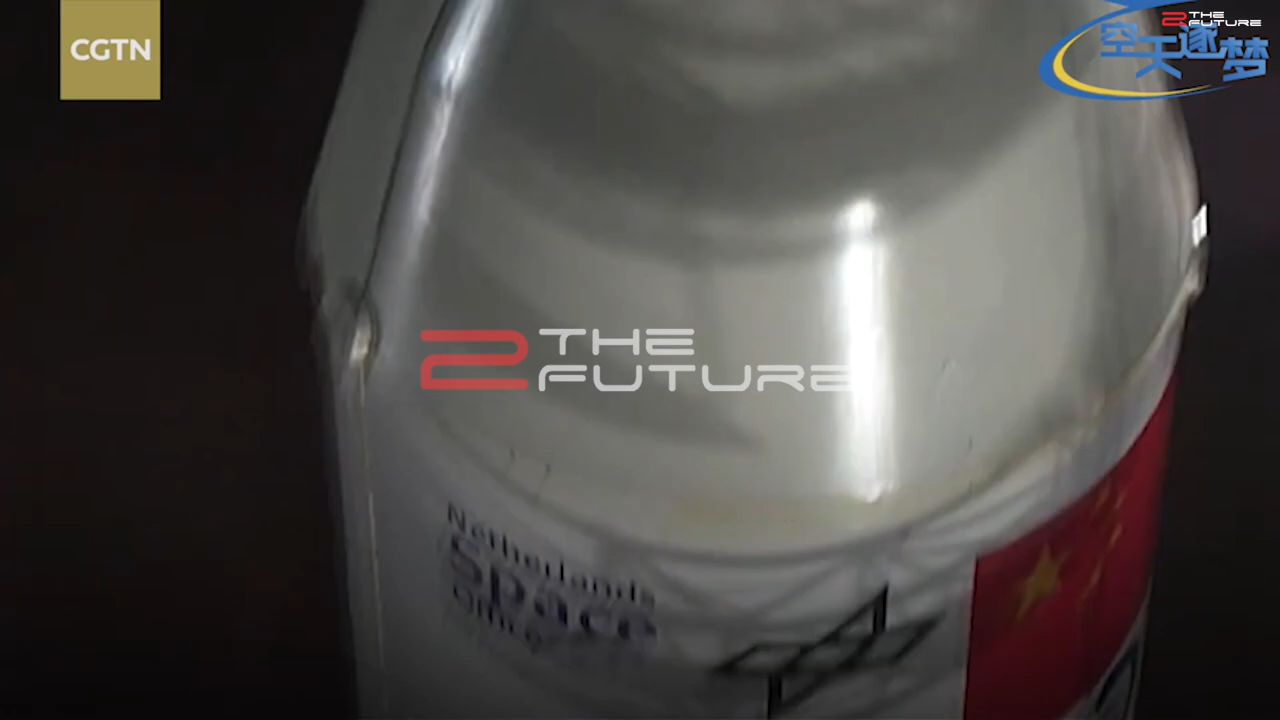 CGTN
2 THE
FUTURE
空天逐梦
2 THE
FUTURE
Netherlands
Space
Office